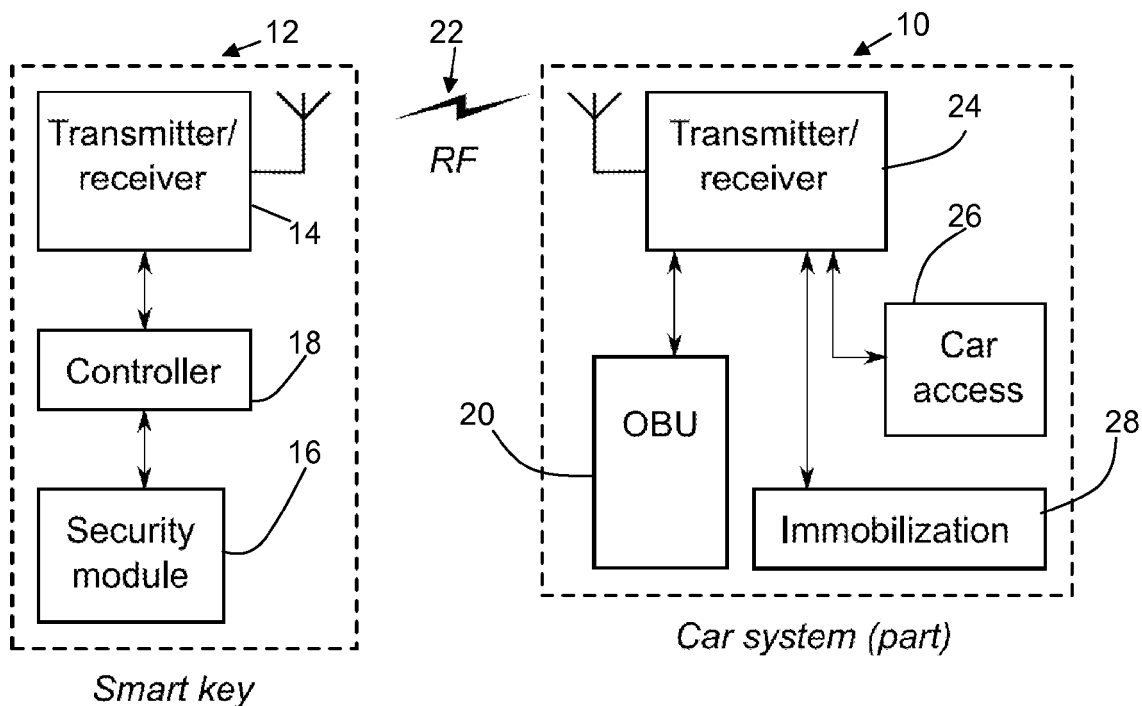 12
22
10
Transmitter/
receiver
14
RF
Transmitter/
receiver
24
26
Controller
18
Car
access
20
OBU
16
28
Security
module
Immobilization
Car system (part)
Smart key